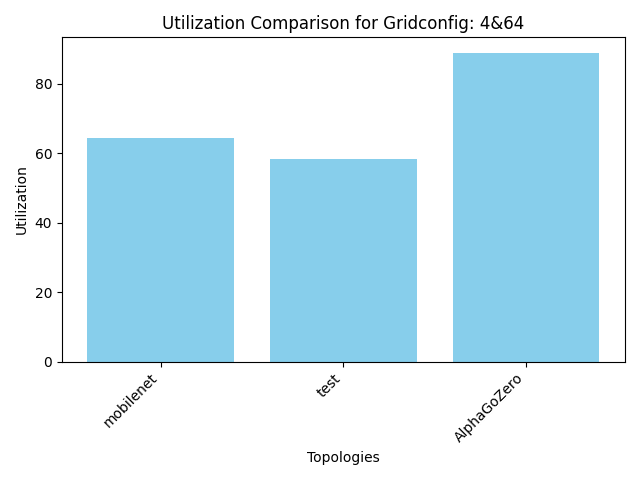 Utilization Comparison for Gridconfig: 4&64
Utilization
80
60
40
20
0
mobilenet
test
AlphaGoZero
Topologies